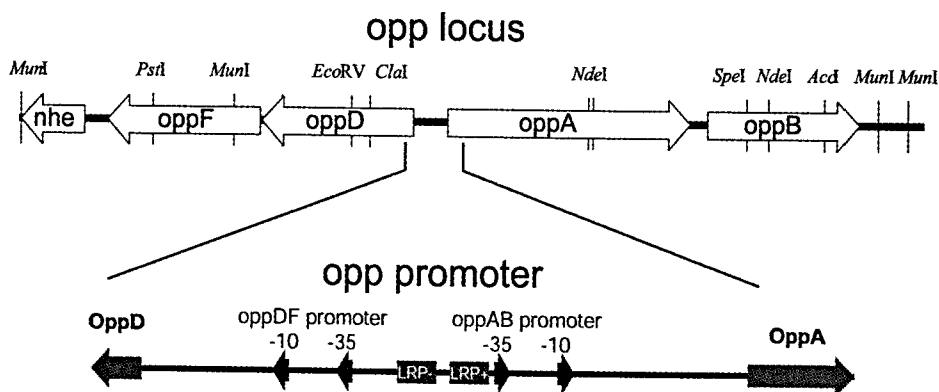 opp locus
MunI PstI MunI EcoRV ClaI NdeI SpeI NdeI AccI MunI MunI
nhe oppF oppD oppA oppB
opp promoter
OppD oppDF promoter oppAB promoter OppA
-10 -35 -35 -10
LRP- LRP+